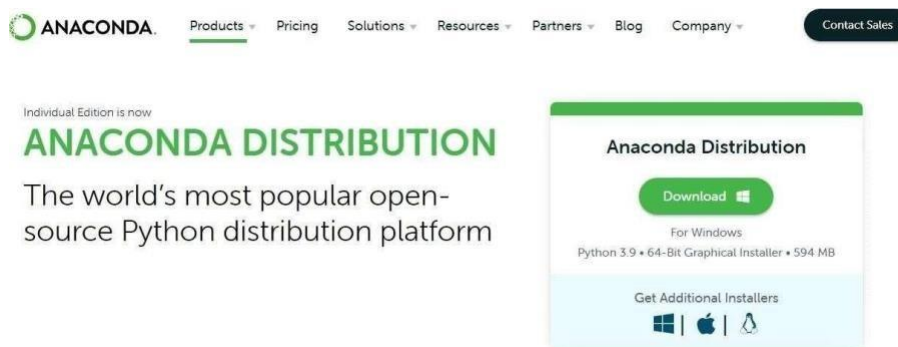 ANACONDA.
Products Pricing Solutions Resources Partners Blog Company Contact Sales
Individual Edition is now
ANACONDA DISTRIBUTION
The world's most popular open-
source Python distribution platform
Anaconda Distribution
Download
For Windows
Python 3.9 • 64-Bit Graphical Installer • 594 MB
Get Additional Installers
| |